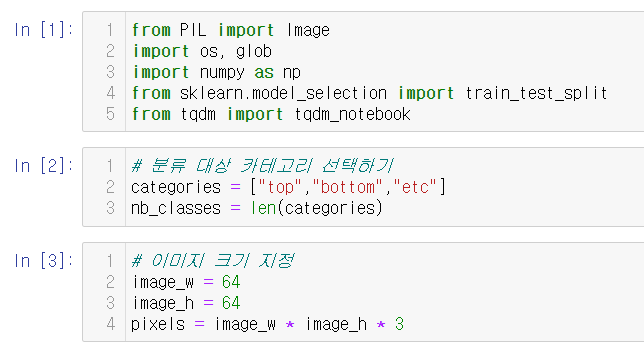 In [1]:
1 from PIL import Image
2 import os, glob
3 import numpy as np
4 from sklearn.model_selection import train_test_split
5 from tqdm import tqdm_notebook
In [2]:
1 # 분류 대상 카테고리 선택하기
2 categories = ["top","bottom","etc"]
3 nb_classes = len(categories)
In [3]:
1 # 이미지 크기 지정
2 image_w = 64
3 image_h = 64
4 pixels = image_w * image_h * 3